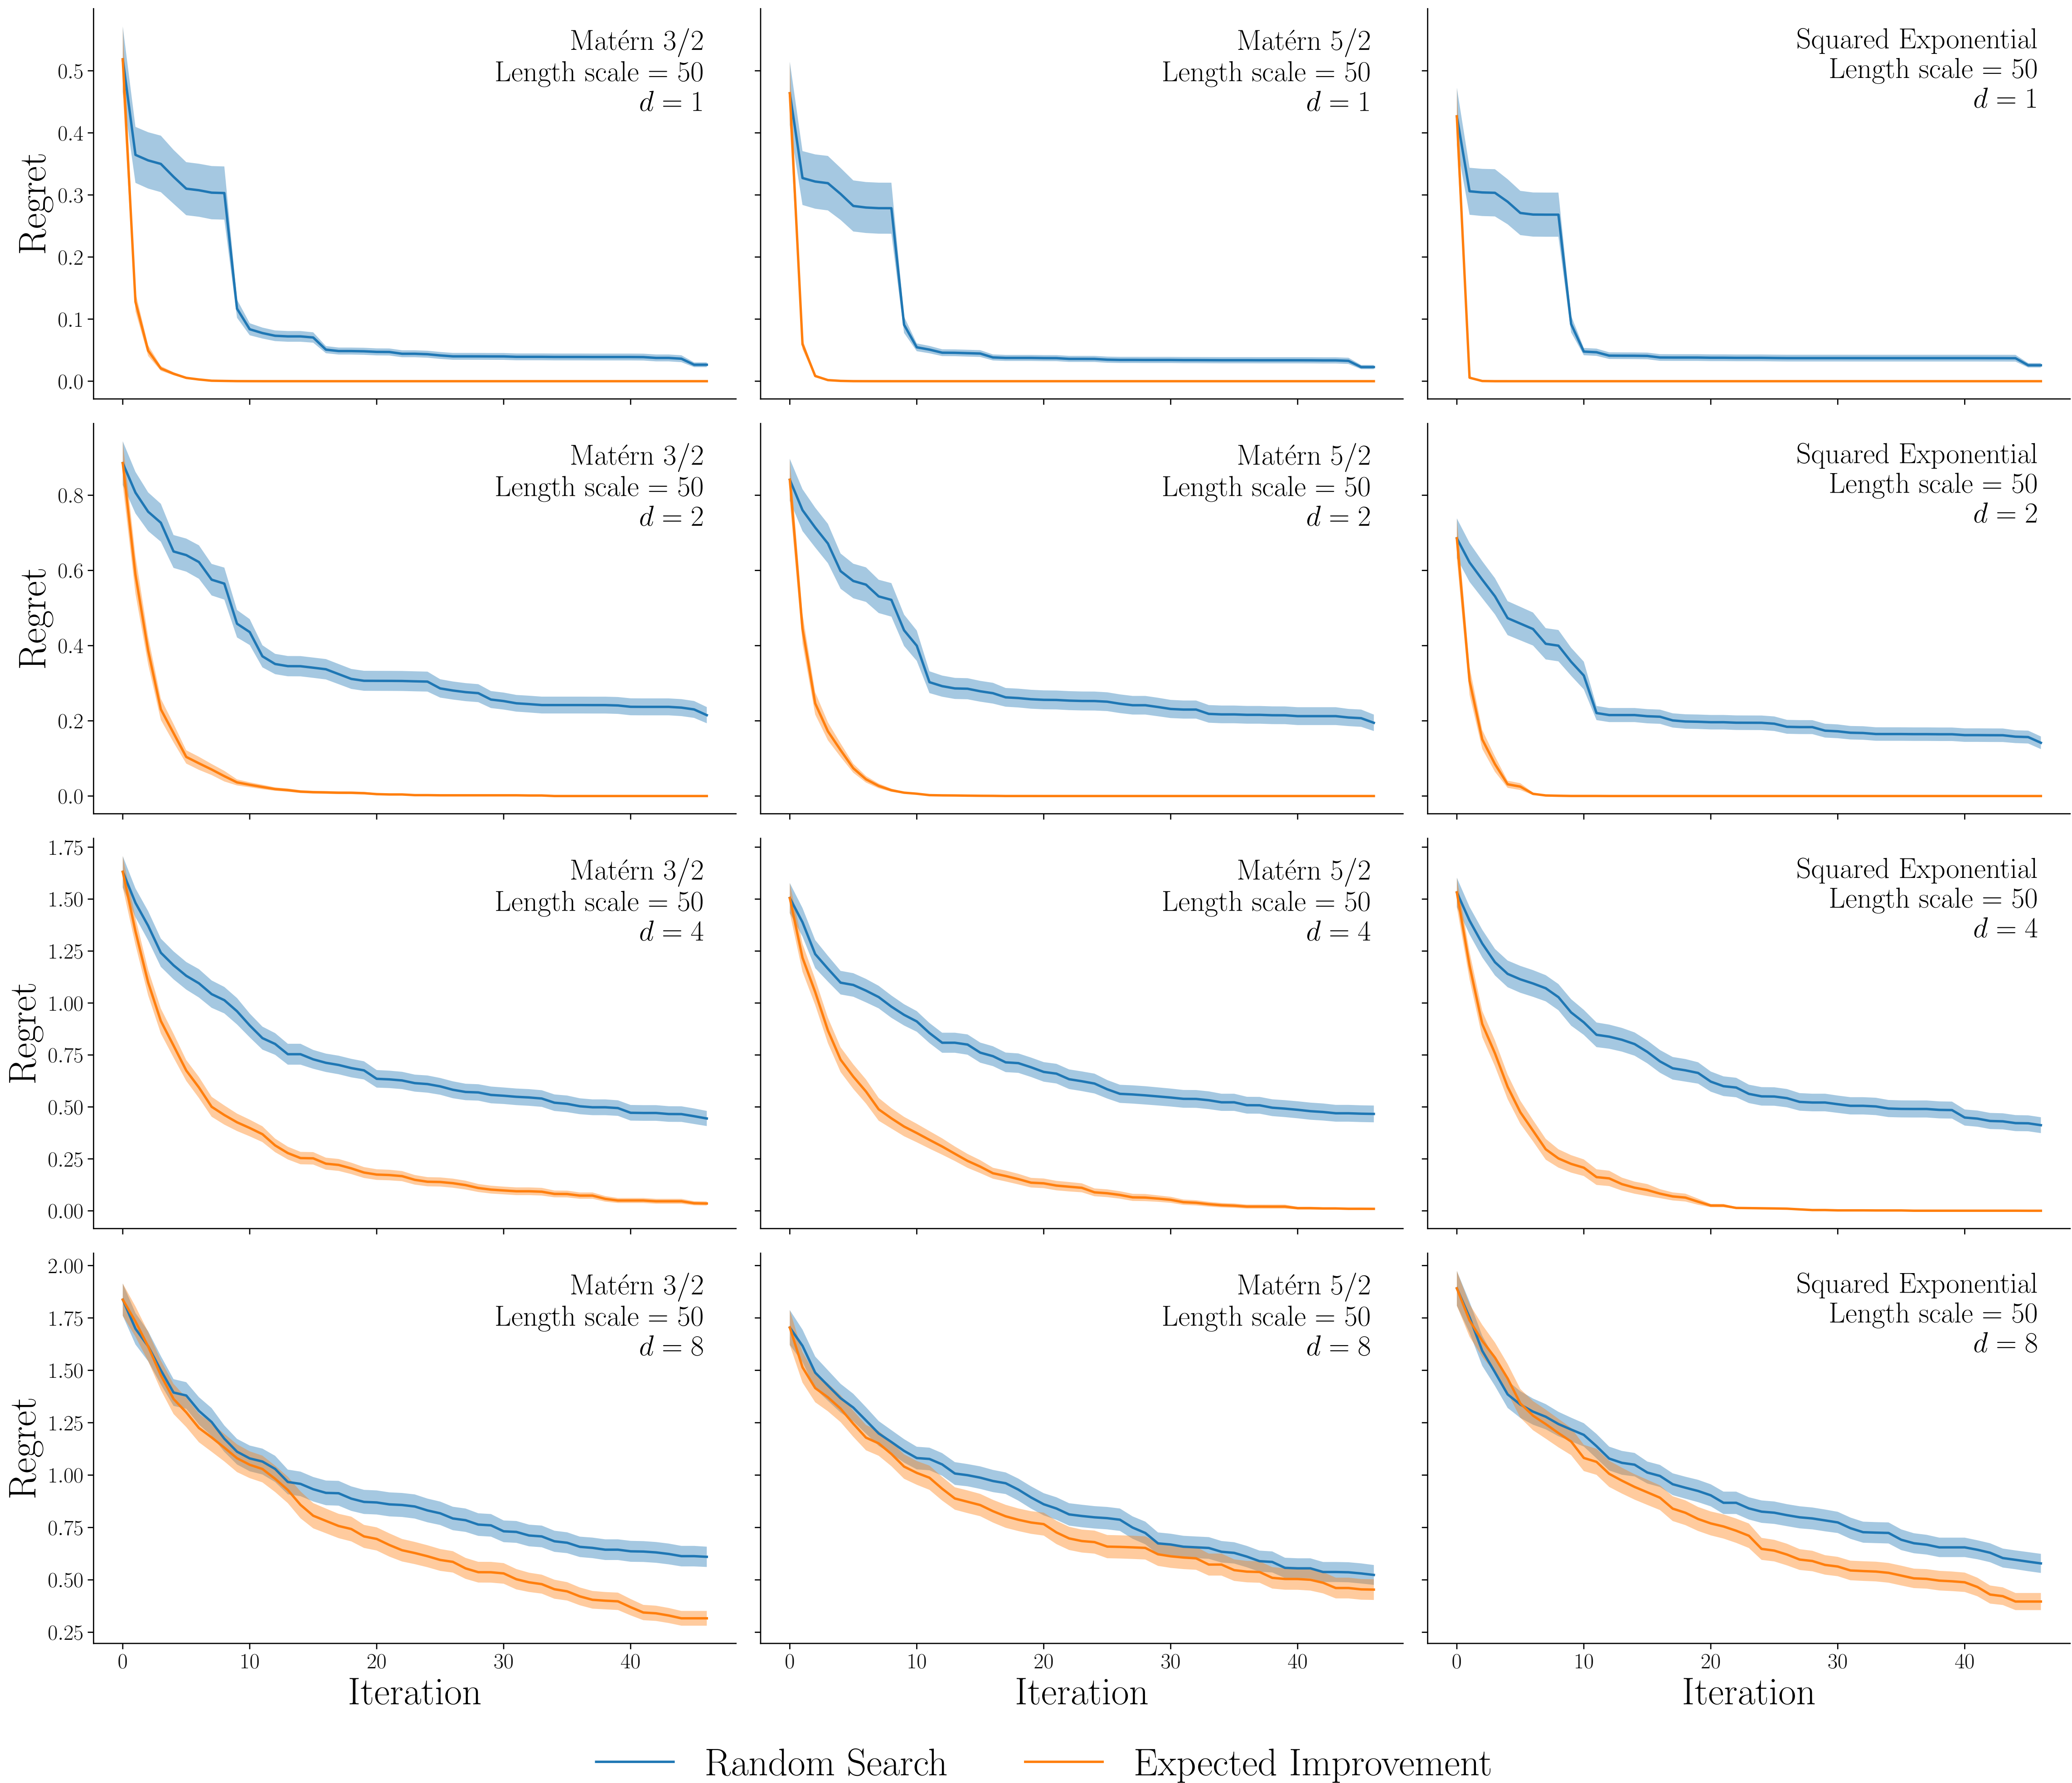 Matérn 3/2
Length scale = 50
d = 1
Matérn 5/2
Length scale = 50
d = 1
Squared Exponential
Length scale = 50
d = 1
Regret
0.5
0.4
0.3
0.2
0.1
0.0
Matérn 3/2
Length scale = 50
d = 2
Matérn 5/2
Length scale = 50
d = 2
Squared Exponential
Length scale = 50
d = 2
Regret
0.8
0.6
0.4
0.2
0.0
Matérn 3/2
Length scale = 50
d = 4
Matérn 5/2
Length scale = 50
d = 4
Squared Exponential
Length scale = 50
d = 4
Regret
1.75
1.50
1.25
1.00
0.75
0.50
0.25
0.00
Matérn 3/2
Length scale = 50
d = 8
Matérn 5/2
Length scale = 50
d = 8
Squared Exponential
Length scale = 50
d = 8
Regret
2.00
1.75
1.50
1.25
1.00
0.75
0.50
0.25
0 10 20 30 40
0 10 20 30 40
0 10 20 30 40
Iteration
Iteration
Iteration
Random Search
Expected Improvement